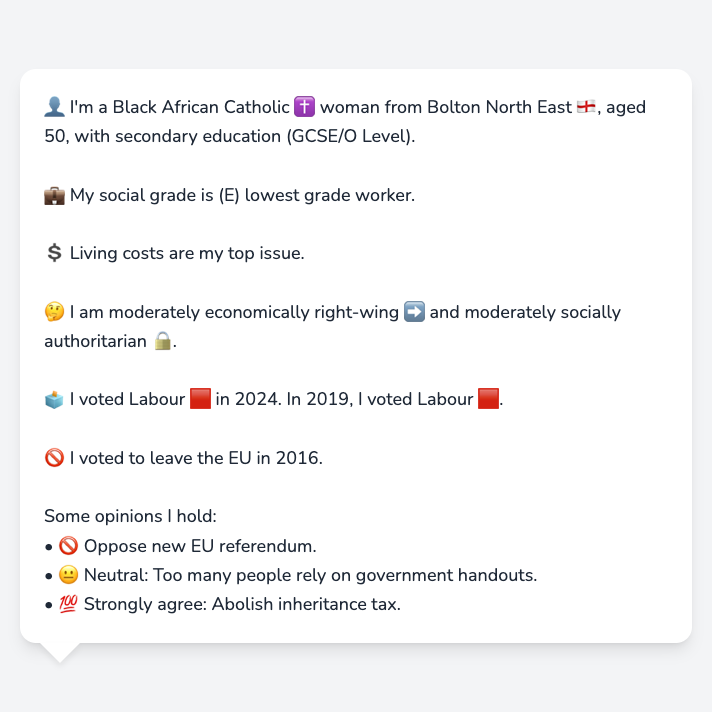 👤 I'm a Black African Catholic ✝️ woman from Bolton North East 🏴󠁧󠁢󠁥󠁮󠁧󠁿, aged
50, with secondary education (GCSE/O Level).
💼 My social grade is (E) lowest grade worker.
💲 Living costs are my top issue.
🤔 I am moderately economically right-wing ➡️ and moderately socially
authoritarian 🔒.
🗳️ I voted Labour 🟥 in 2024. In 2019, I voted Labour 🟥.
🚫 I voted to leave the EU in 2016.
Some opinions I hold:
• 🚫 Oppose new EU referendum.
• 😐 Neutral: Too many people rely on government handouts.
• 💯 Strongly agree: Abolish inheritance tax.